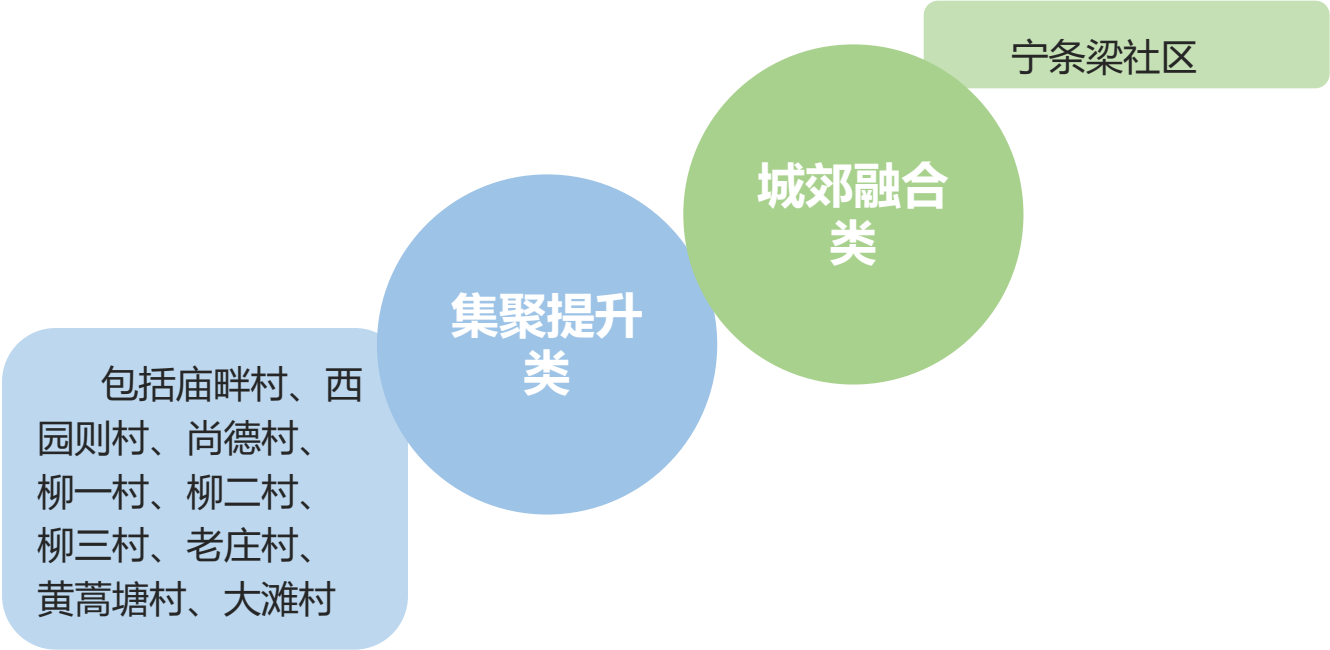 宁条梁社区
城郊融合
类
集聚提升
类
包括庙畔村、西
园则村、尚德村、
柳一村、柳二村、
柳三村、老庄村、
黄蒿塘村、大滩村